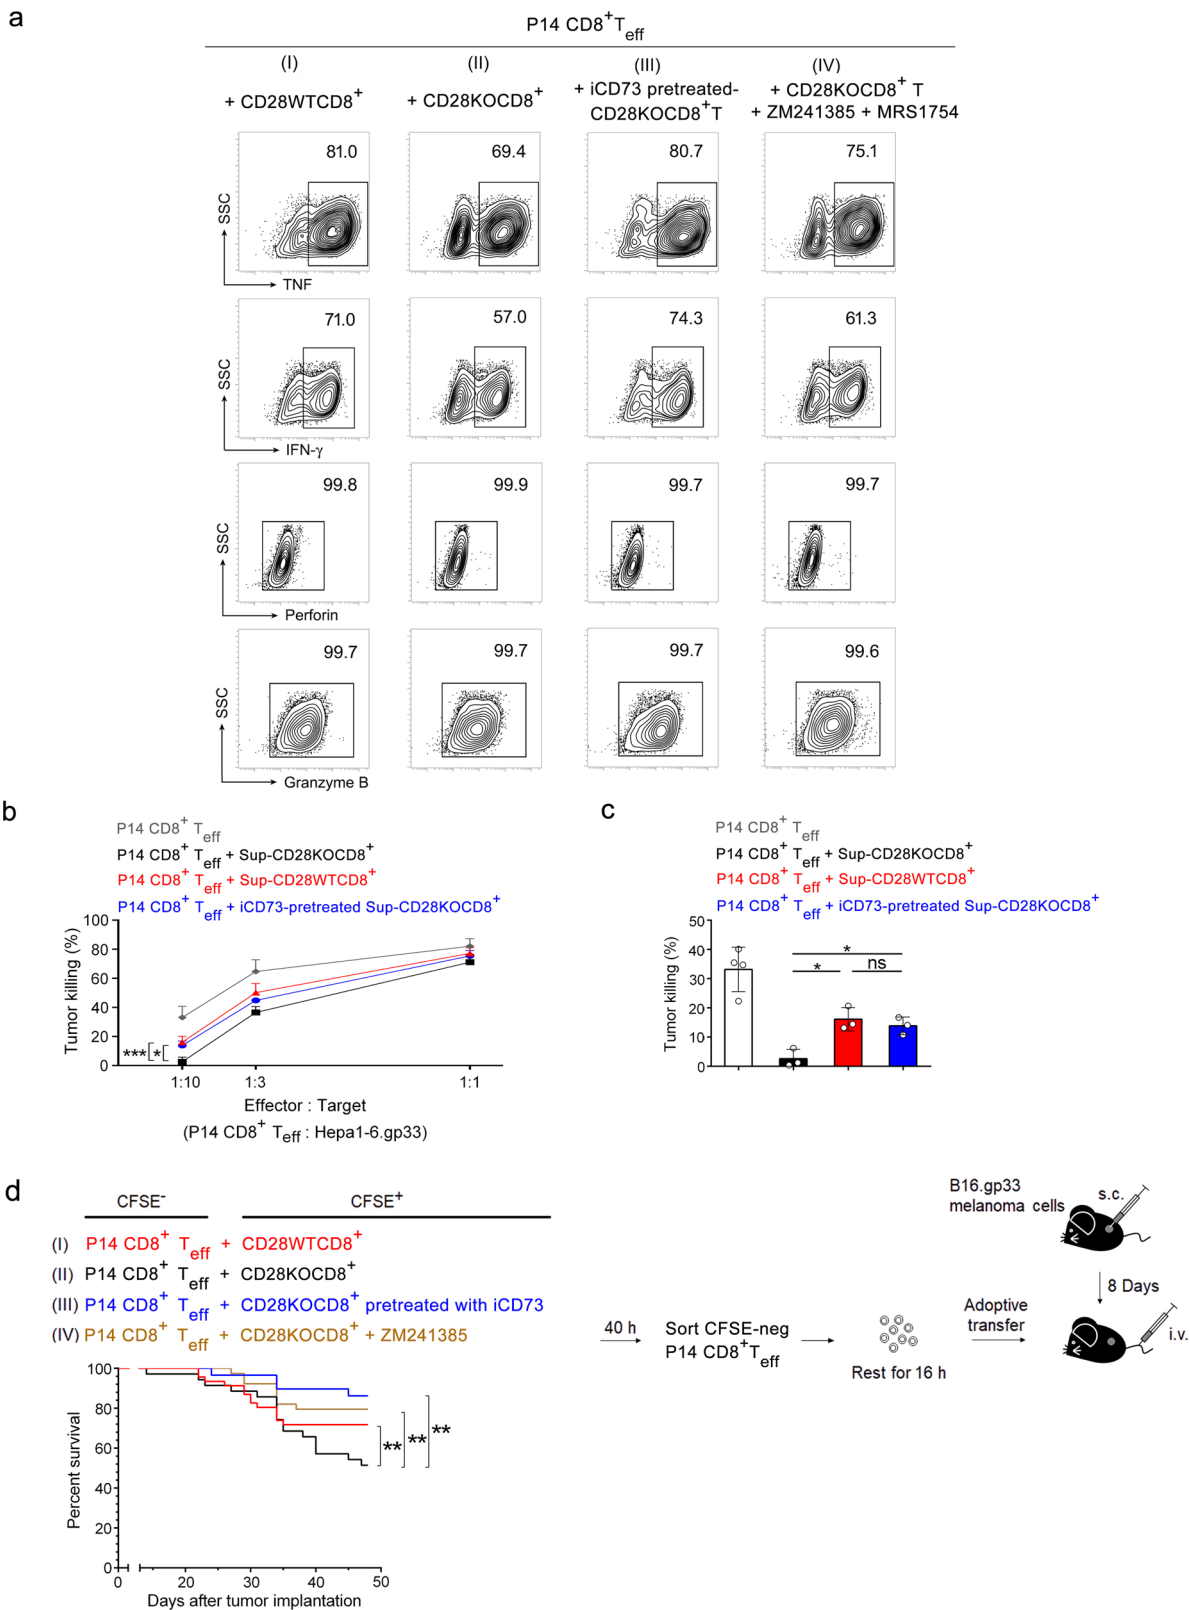 a
P14 CD8+Teff
(I) (II) (III) (IV)
+ CD28WTCD8+
+ CD28KOCD8+
+ iCD73 pretreated-
CD28KOCD8+T
+ CD28KOCD8+ T
+ ZM241385 + MRS1754
81.0 69.4 80.7 75.1
SSC
TNF
71.0 57.0 74.3 61.3
SSC
IFN-γ
99.8 99.9 99.7 99.7
SSC
Perforin
99.7 99.7 99.7 99.6
SSC
Granzyme B
b
P14 CD8+ Teff
P14 CD8+ Teff + Sup-CD28KOCD8+
P14 CD8+ Teff + Sup-CD28WTCD8+
P14 CD8+ Teff + iCD73-pretreated Sup-CD28KOCD8+
Tumor killing (%)
100
80
60
40
20
0
*** *
1:10 1:3 1:1
Effector : Target
(P14 CD8+ Teff : Hepa1-6.gp33)
c
P14 CD8+ Teff
P14 CD8+ Teff + Sup-CD28KOCD8+
P14 CD8+ Teff + Sup-CD28WTCD8+
P14 CD8+ Teff + iCD73-pretreated Sup-CD28KOCD8+
Tumor killing (%)
50
40
30
20
10
0
*
* ns
d
CFSE- CFSE+
(I) P14 CD8+ Teff + CD28WTCD8+
(II) P14 CD8+ Teff + CD28KOCD8+
(III) P14 CD8+ Teff + CD28KOCD8+ pretreated with iCD73
(IV) P14 CD8+ Teff + CD28KOCD8+ + ZM241385
Percent survival
100
80
60
40
20
0
** ** **
0 20 30 40 50
Days after tumor implantation
40 h
Sort CFSE-neg
P14 CD8+Teff
Rest for 16 h
Adoptive
transfer
B16.gp33
melanoma cells
s.c.
8 Days
i.v.